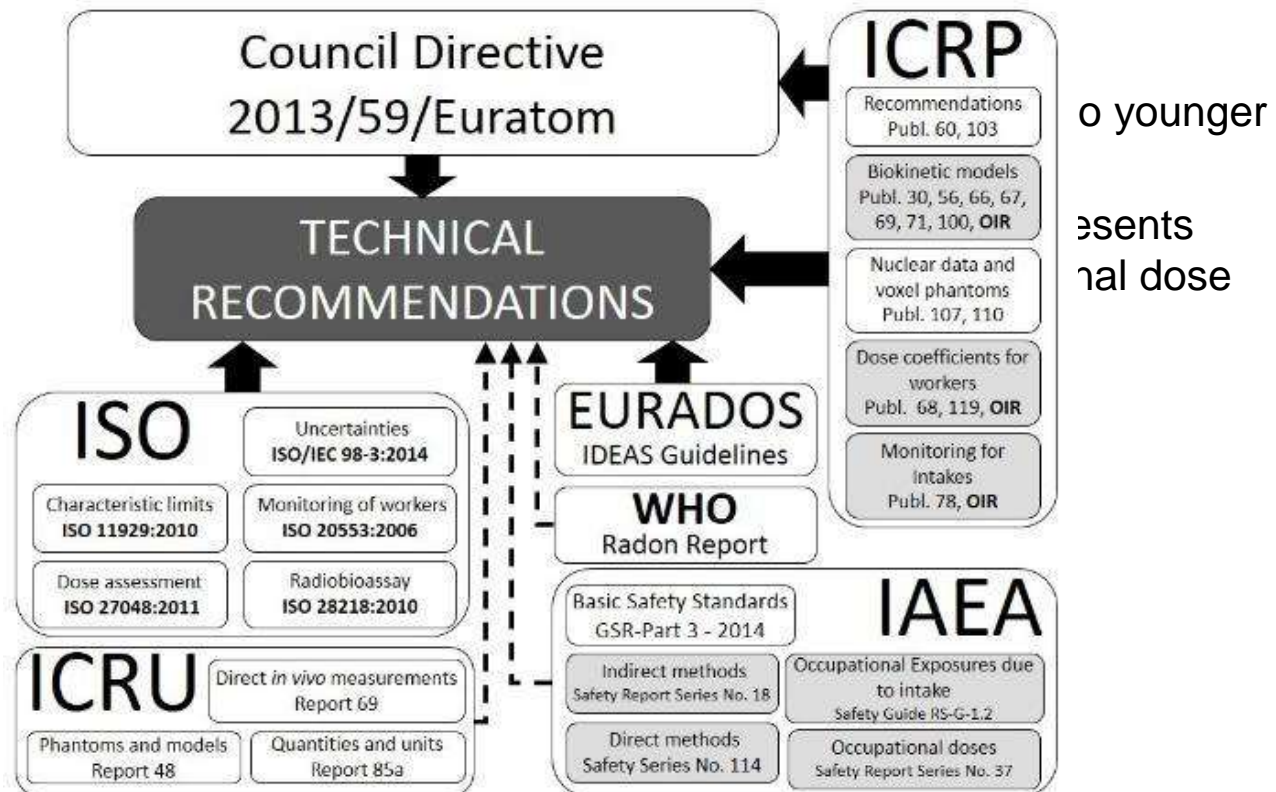 Council Directive
2013/59/Euratom
TECHNICAL
RECOMMENDATIONS
ICRP
Recommendations
Publ. 60, 103
Biokinetic models
Publ. 30, 56, 66, 67,
69, 71, 100, OIR
Nuclear data and
voxel phantoms
Publ. 107, 110
Dose coefficients for
workers
Publ. 68, 119, OIR
Monitoring for
Intakes
Publ. 78, OIR
o younger
esents
nal dose
ISO
Uncertainties
ISO/IEC 98-3:2014
Characteristic limits
ISO 11929:2010
Monitoring of workers
ISO 20553:2006
Dose assessment
ISO 27048:2011
Radiobioassay
ISO 28218:2010
EURADOS
IDEAS Guidelines
WHO
Radon Report
ICRU
Direct in vivo measurements
Report 69
Phantoms and models
Report 48
Quantities and units
Report 85a
IAEA
Basic Safety Standards
GSR-Part 3 - 2014
Indirect methods
Safety Report Series No. 18
Occupational Exposures due
to intake
Safety Guide RS-G-1.2
Direct methods
Safety Series No. 114
Occupational doses
Safety Report Series No. 37